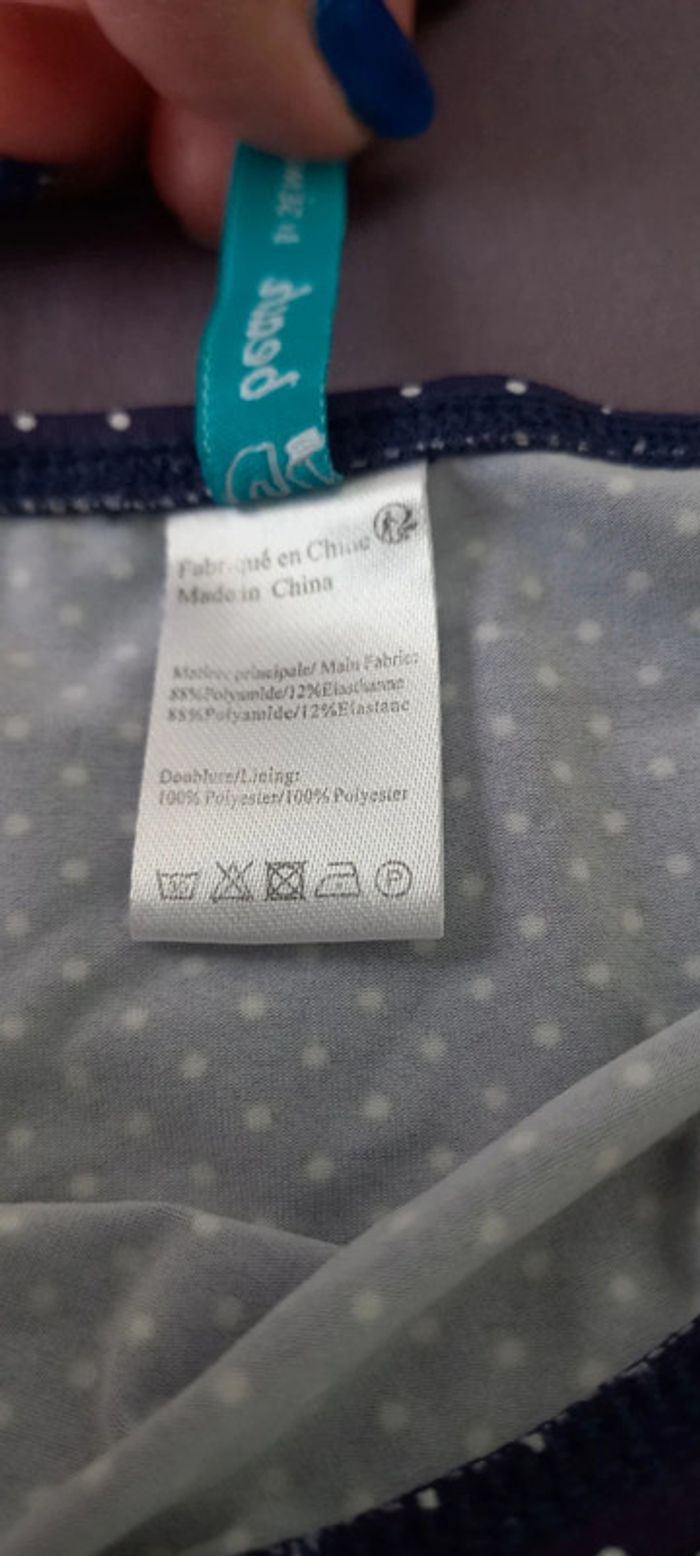 Fabriqué en Chine
Made in China
Matière principale/ Main Fabric:
88%Polyamide/12%Elasthanne
88%Polyamide/12%Elastane
Doublure/Lining:
100% Polyester/100% Polyester
30
P